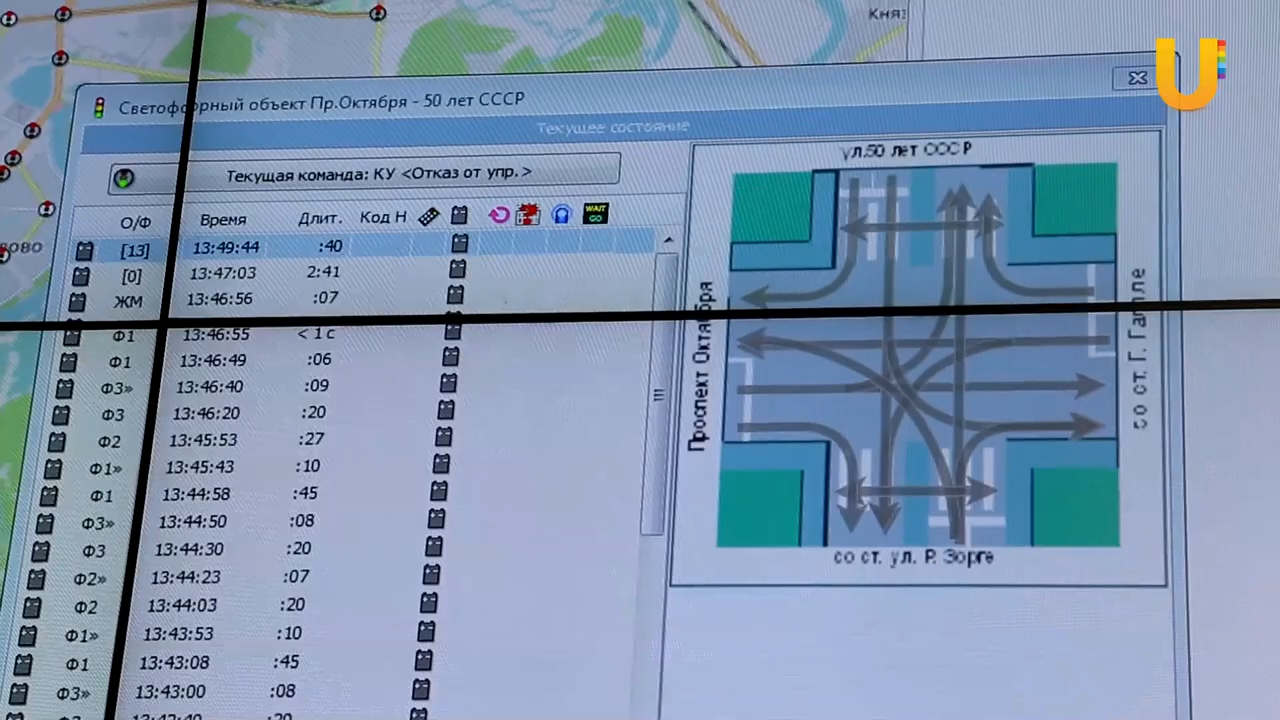 Княз
ово
Светофорный объект Пр.Октября - 50 лет СССР
Текущее состояние
Текущая команда: КУ <Отказ от упр.>
О/Ф Время Длит. Код Н WAIT GO
[13] 13:49:44 :40
[0] 13:47:03 2:41
ЖМ 13:46:56 :07
Ф1 13:46:55 < 1 с
Ф1 13:46:49 :06
Ф3» 13:46:40 :09
Ф3 13:46:20 :20
Ф2 13:45:53 :27
Ф1» 13:45:43 :10
Ф1 13:44:58 :45
Ф3» 13:44:50 :08
Ф3 13:44:30 :20
Ф2» 13:44:23 :07
Ф2 13:44:03 :20
Ф1» 13:43:53 :10
Ф1 13:43:08 :45
Ф3» 13:43:00 :08
:20
ул.50 лет СССР
Проспект Октября
со ст. Г. Галле
со ст. ул. Р. Зорге
U